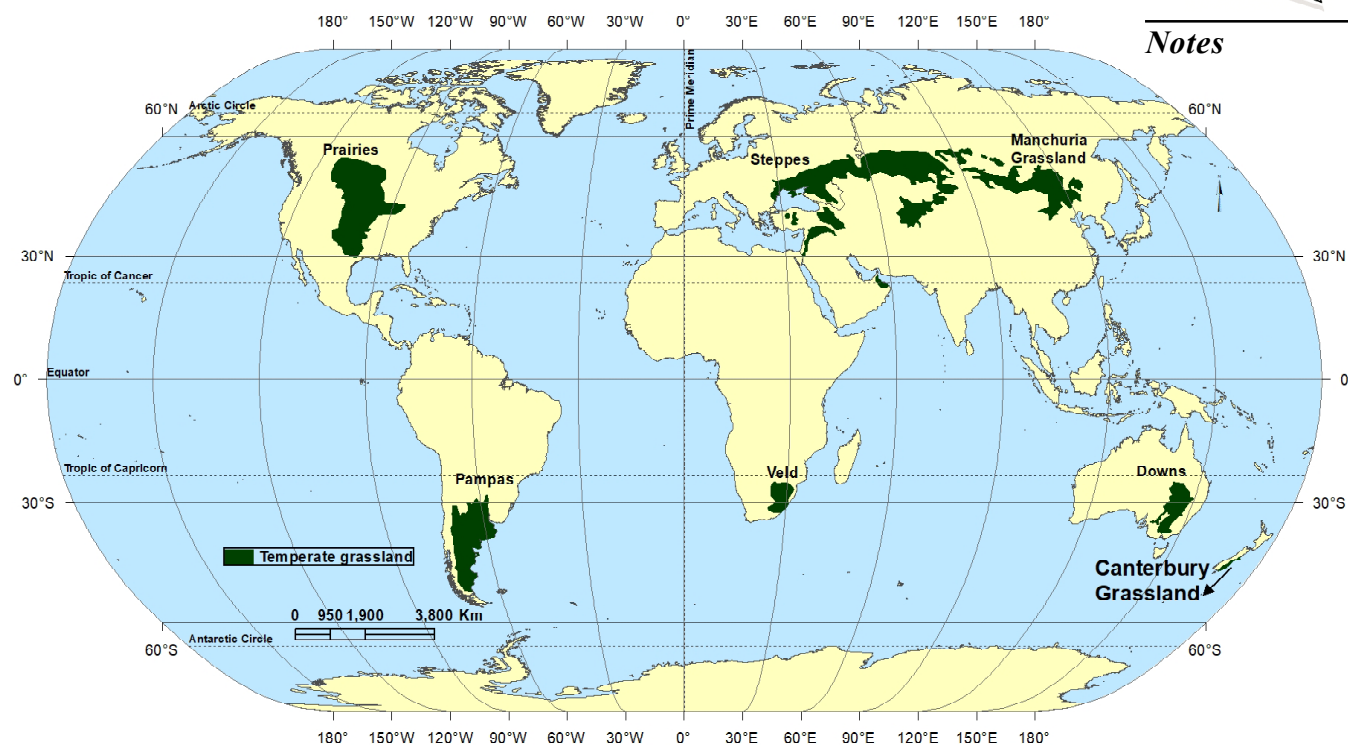 180° 150°W 120°W 90°W 60°W 30°W 0° 30°E 60°E 90°E 120°E 150°E 180°
Notes
Prime Meridian
60°N
Arctic Circle
60°N
Prairies
Steppes
Manchuria
Grassland
30°N
30°N
Tropic of Cancer
0°
Equator
0
Tropic of Capricorn
Pampas
Veld
Downs
30°S
30°S
Temperate grassland
Canterbury
Grassland
0 950 1,900 3,800 Km
Antarctic Circle
60°S
60°S
180° 150°W 120°W 90°W 60°W 30°W 0° 30°E 60°E 90°E 120°E 150°E 180°